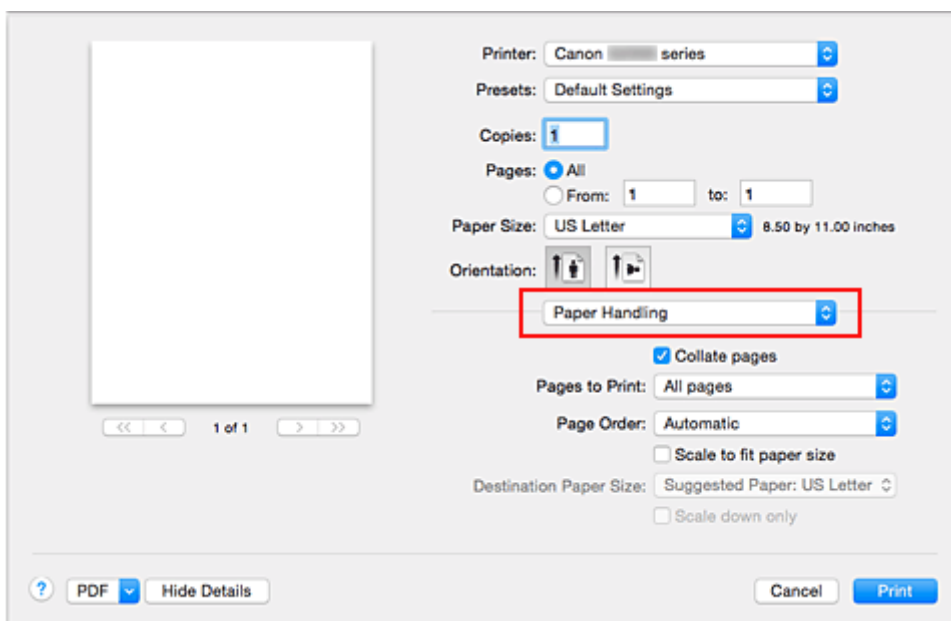 Printer: Canon series
Presets: Default Settings
Copies: 1
Pages: All
From: 1 to: 1
Paper Size: US Letter 8.50 by 11.00 inches
Orientation:
Paper Handling
Collate pages
Pages to Print: All pages
<< < 1 of 1 > >>
Page Order: Automatic
Scale to fit paper size
Destination Paper Size: Suggested Paper: US Letter
Scale down only
? PDF Hide Details Cancel Print